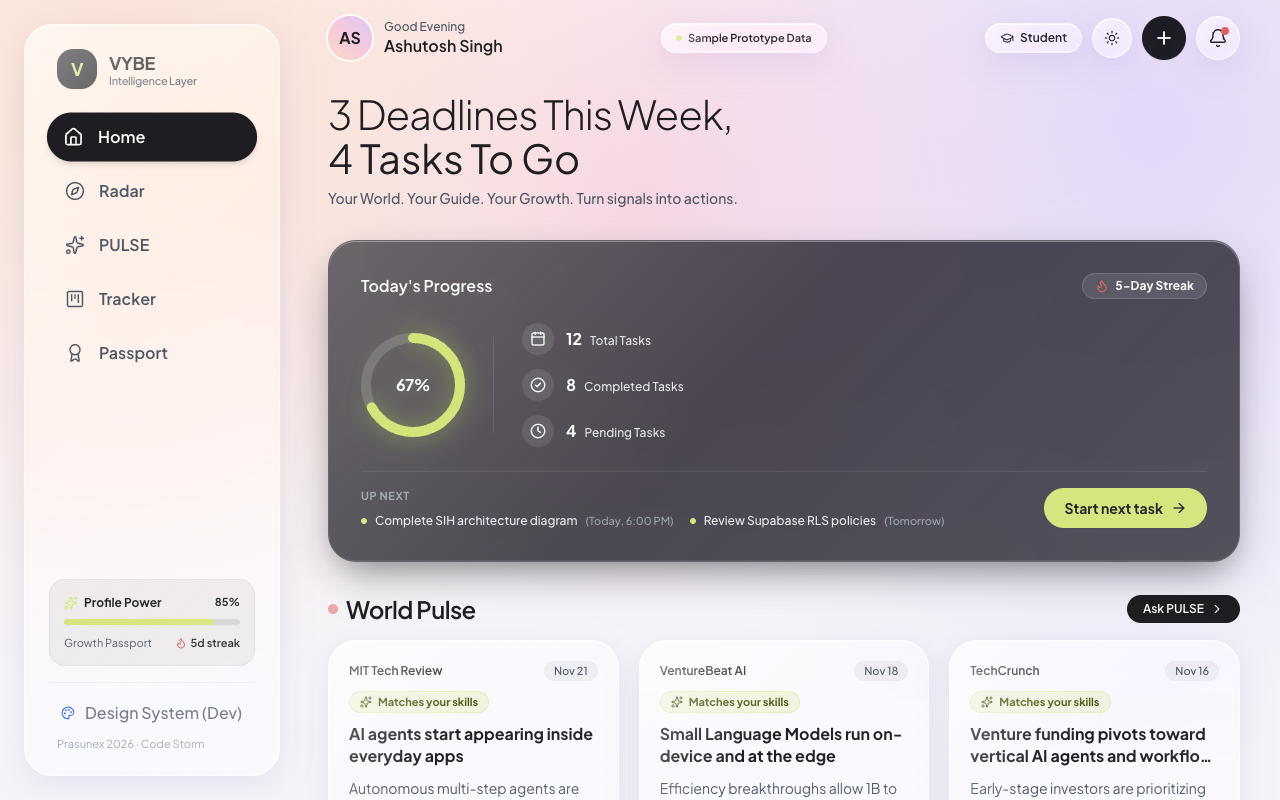 V
VYBE
Intelligence Layer
Home
Radar
PULSE
Tracker
Passport
Profile Power 85%
Growth Passport 5d streak
Design System (Dev)
Prasunex 2026 · Code Storm
AS
Good Evening
Ashutosh Singh
Sample Prototype Data
Student
3 Deadlines This Week,
4 Tasks To Go
Your World. Your Guide. Your Growth. Turn signals into actions.
Today's Progress
5-Day Streak
67%
12 Total Tasks
8 Completed Tasks
4 Pending Tasks
UP NEXT
Complete SIH architecture diagram (Today, 6:00 PM) Review Supabase RLS policies (Tomorrow)
Start next task
World Pulse
Ask PULSE
MIT Tech Review Nov 21
Matches your skills
AI agents start appearing inside
everyday apps
Autonomous multi-step agents are
VentureBeat AI Nov 18
Matches your skills
Small Language Models run on-
device and at the edge
Efficiency breakthroughs allow 1B to
TechCrunch Nov 16
Matches your skills
Venture funding pivots toward
vertical AI agents and workflo...
Early-stage investors are prioritizing